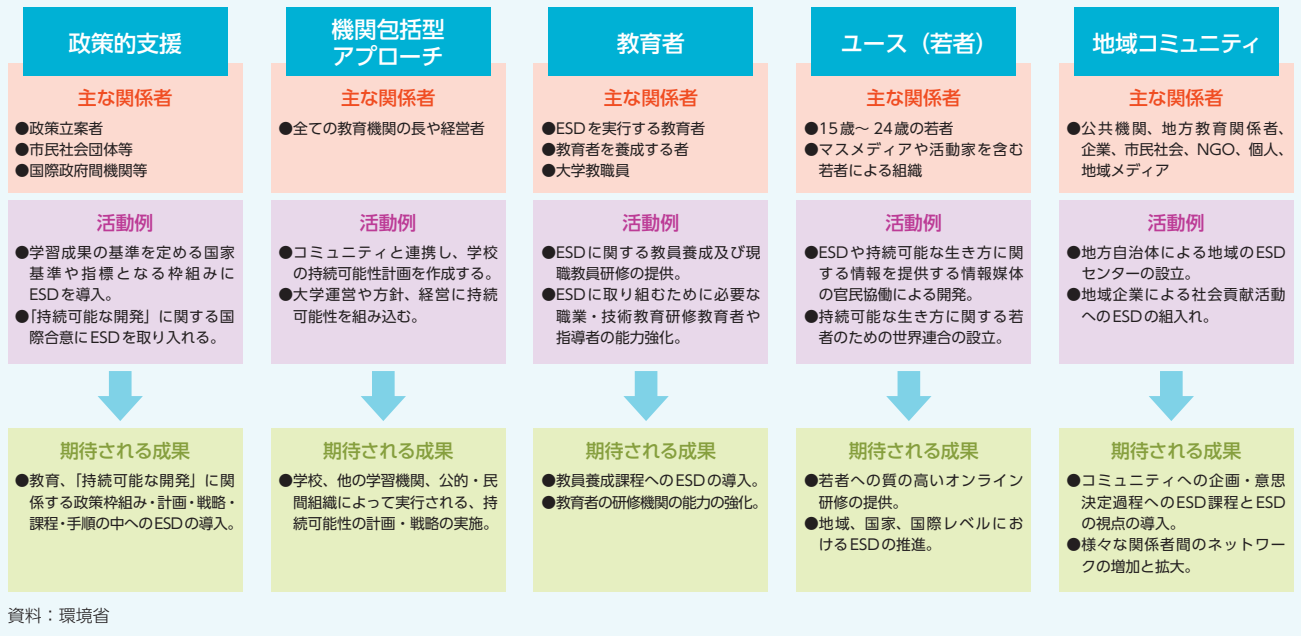 政策的支援
主な関係者
●政策立案者
●市民社会団体等
●国際政府間機関等
活動例
●学習成果の基準を定める国家
基準や指標となる枠組みに
ESDを導入。
●「持続可能な開発」に関する国
際合意にESDを取り入れる。
期待される成果
●教育、「持続可能な開発」に関
係する政策枠組み・計画・戦略・
課程・手順の中へのESDの導入。
機関包括型
アプローチ
主な関係者
●全ての教育機関の長や経営者
活動例
●コミュニティと連携し、学校
の持続可能性計画を作成する。
●大学運営や方針、経営に持続
可能性を組み込む。
期待される成果
●学校、他の学習機関、公的・民
間組織によって実行される、持
続可能性の計画・戦略の実施。
教育者
主な関係者
●ESDを実行する教育者
●教育者を養成する者
●大学教職員
活動例
●ESDに関する教員養成及び現
職教員研修の提供。
●ESDに取り組むために必要な
職業・技術教育研修教育者や
指導者の能力強化。
期待される成果
●教員養成課程へのESDの導入。
●教育者の研修機関の能力の強化。
ユース（若者）
主な関係者
●15歳～24歳の若者
●マスメディアや活動家を含む
若者による組織
活動例
●ESDや持続可能な生き方に関
する情報を提供する情報媒体
の官民協働による開発。
●持続可能な生き方に関する若
者のための世界連合の設立。
期待される成果
●若者への質の高いオンライン
研修の提供。
●地域、国家、国際レベルにお
けるESDの推進。
地域コミュニティ
主な関係者
●公共機関、地方教育関係者、
企業、市民社会、NGO、個人、
地域メディア
活動例
●地方自治体による地域のESD
センターの設立。
●地域企業による社会貢献活動
へのESDの組入れ。
期待される成果
●コミュニティへの企画・意思
決定過程へのESD課程とESD
の視点の導入。
●様々な関係者間のネットワー
クの増加と拡大。
資料：環境省